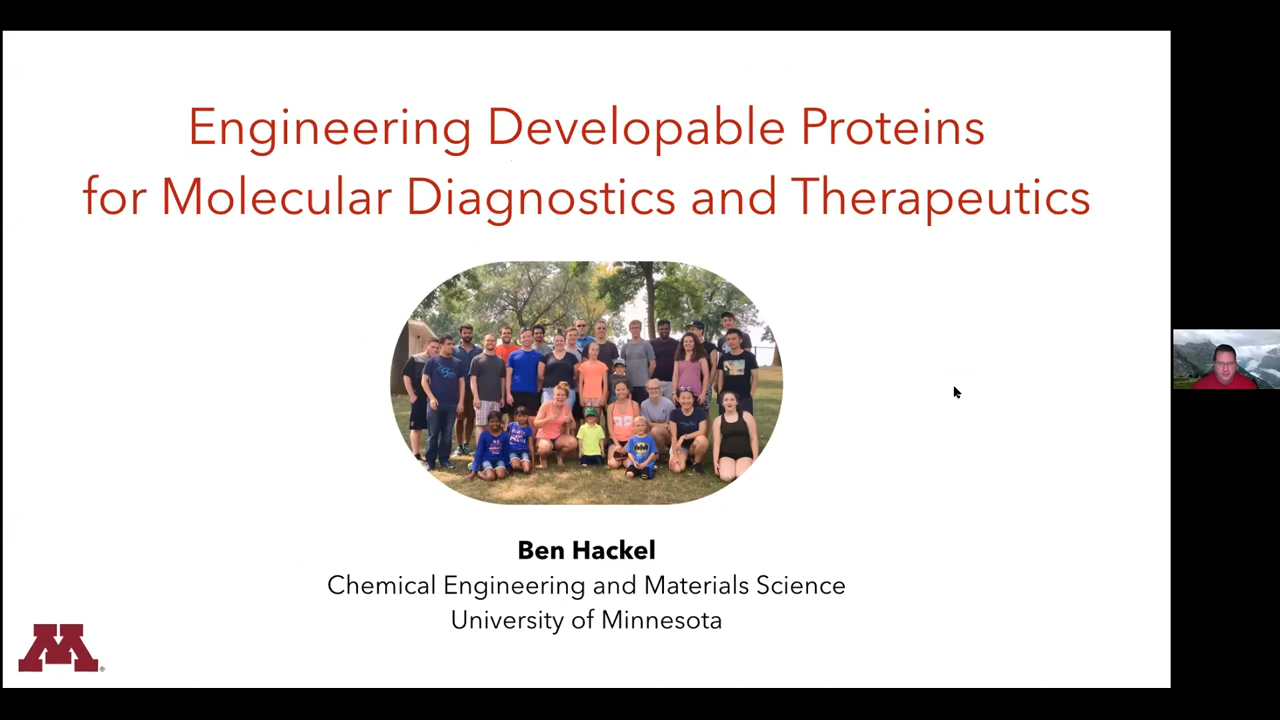 Engineering Developable Proteins
for Molecular Diagnostics and Therapeutics
Ben Hackel
Chemical Engineering and Materials Science
University of Minnesota
M®